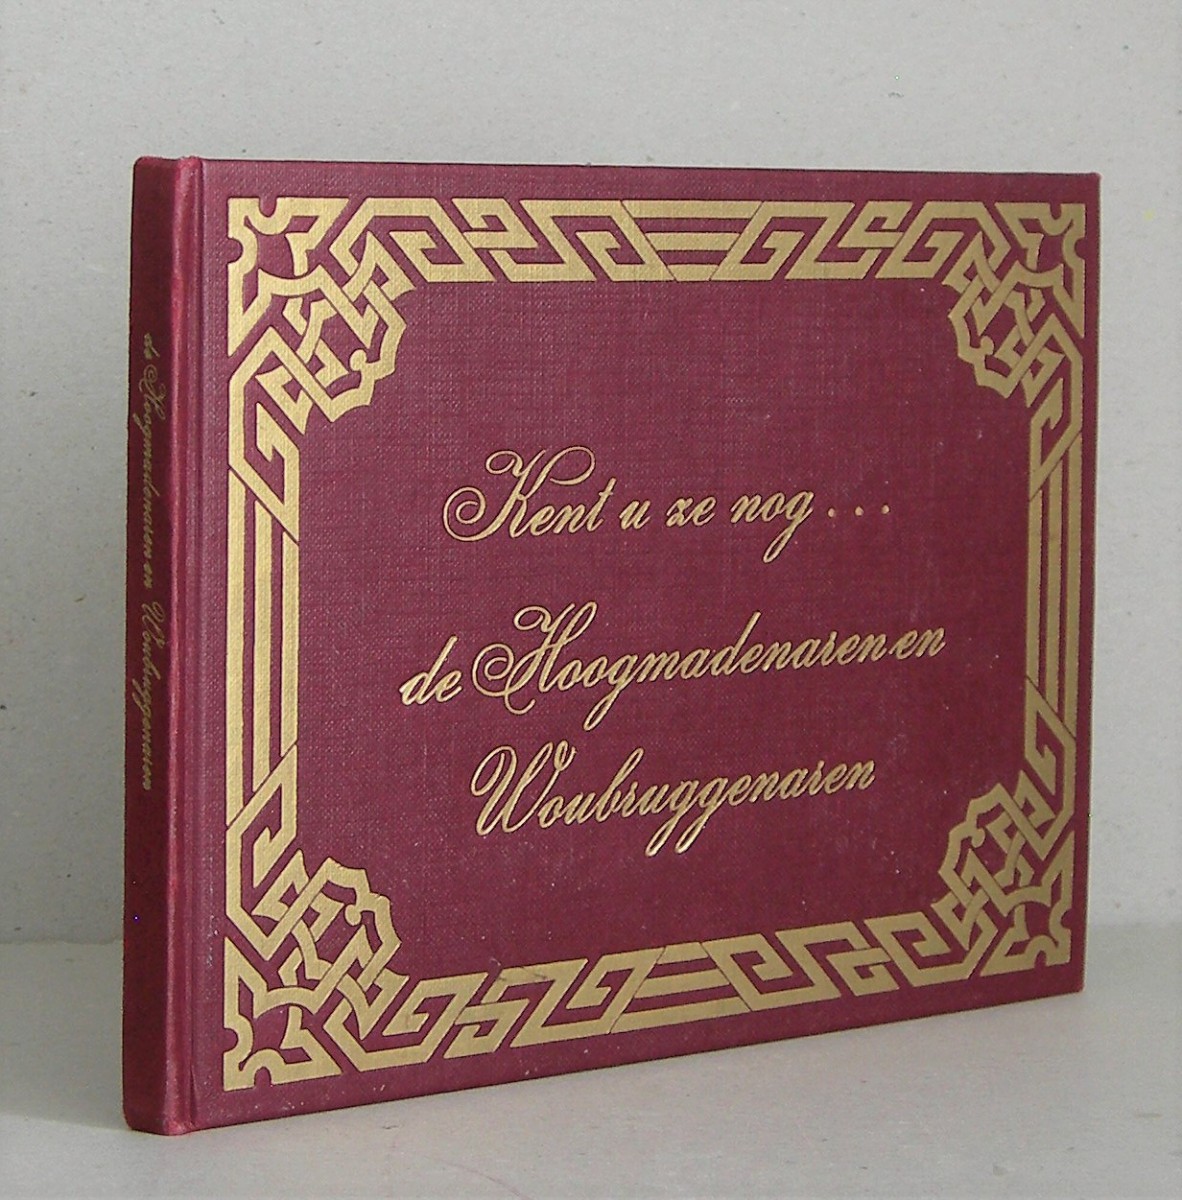 Kent u ze nog...
de Hoogmadenaren en
Woubruggenaren
de Hoogmadenaren en Woubruggenaren